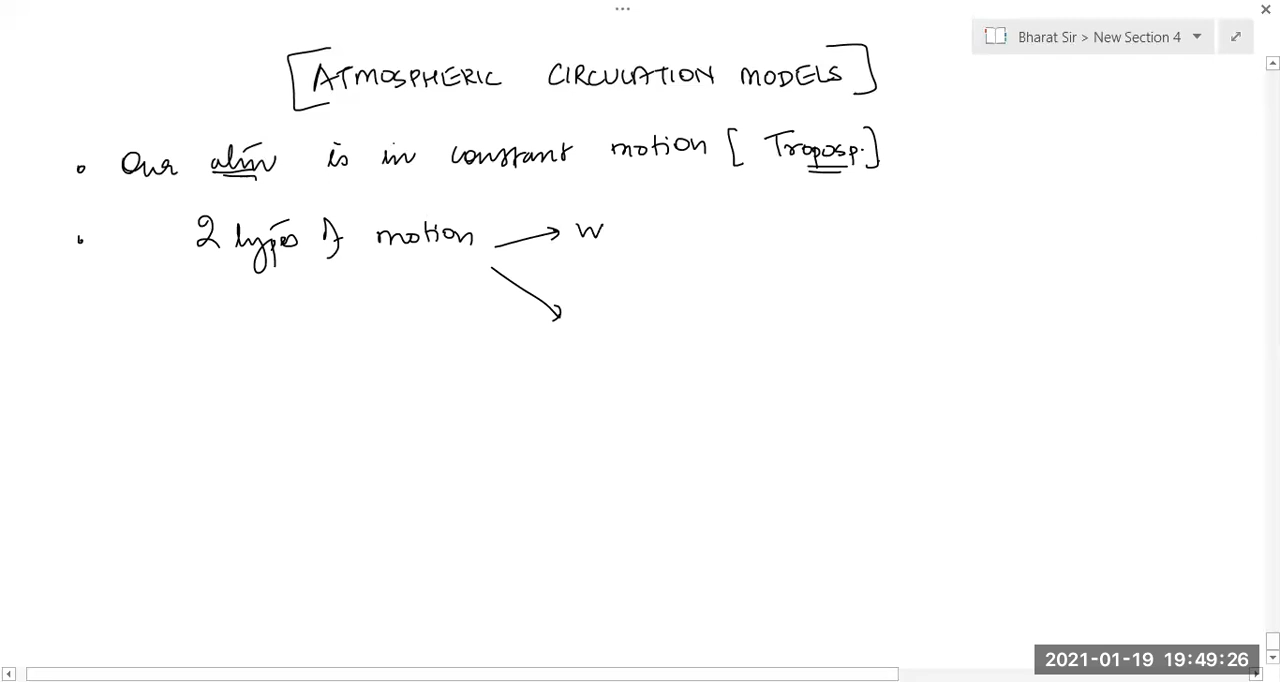 Bharat Sir > New Section 4
[ATMOSPHERIC CIRCULATION MODELS]
• Our atm is in constant motion [Troposp.]
• 2 types of motion → W
2021-01-19 19:49:26